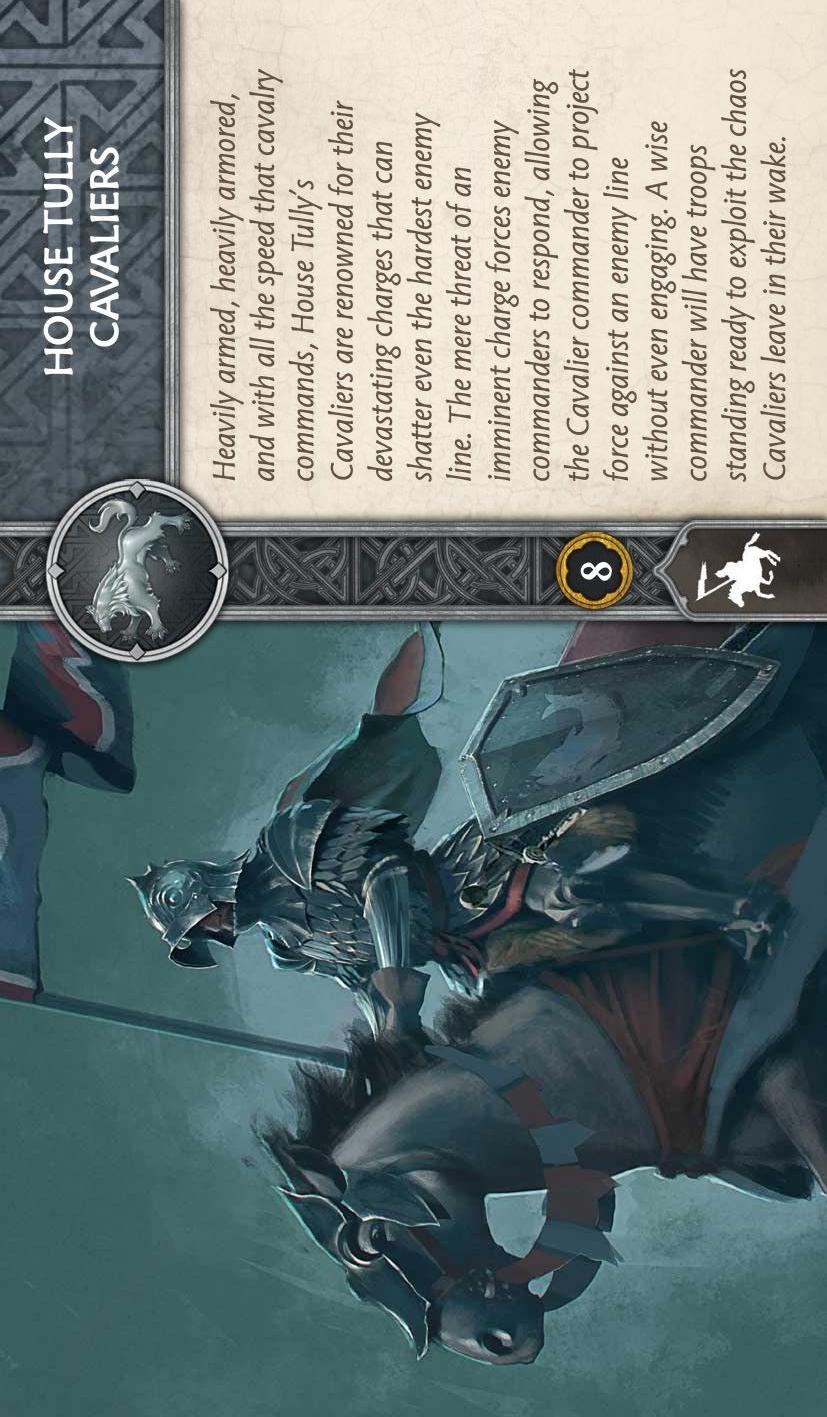 HOUSE TULLY
CAVALIERS
Heavily armed, heavily armored,
and with all the speed that cavalry
commands, House Tully's
Cavaliers are renowned for their
devastating charges that can
shatter even the hardest enemy
line. The mere threat of an
imminent charge forces enemy
commanders to respond, allowing
the Cavalier commander to project
force against an enemy line
without even engaging. A wise
commander will have troops
standing ready to exploit the chaos
Cavaliers leave in their wake.
8